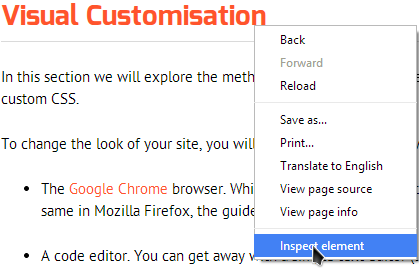 Visual Customisation
In this section we will explore the meth
custom CSS.
To change the look of your site, you will
• The Google Chrome browser. Whi
same in Mozilla Firefox, the guide
• A code editor. You can get away
Back
Forward
Reload
Save as...
Print...
Translate to English
View page source
View page info
Inspect element